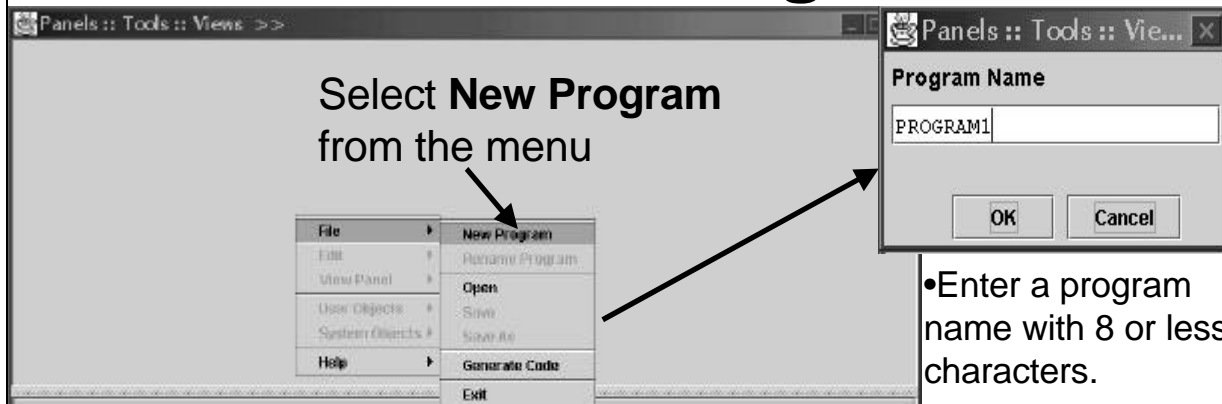 Panels :: Tools :: Views >>
Select New Program
from the menu
File
Edit
View Panel
User Objects
System Objects
Help
New Program
Rename Program
Open
Save
Save As
Generate Code
Exit
Panels :: Tools :: Vie...
Program Name
PROGRAM1
OK
Cancel
•Enter a program
name with 8 or less
characters.